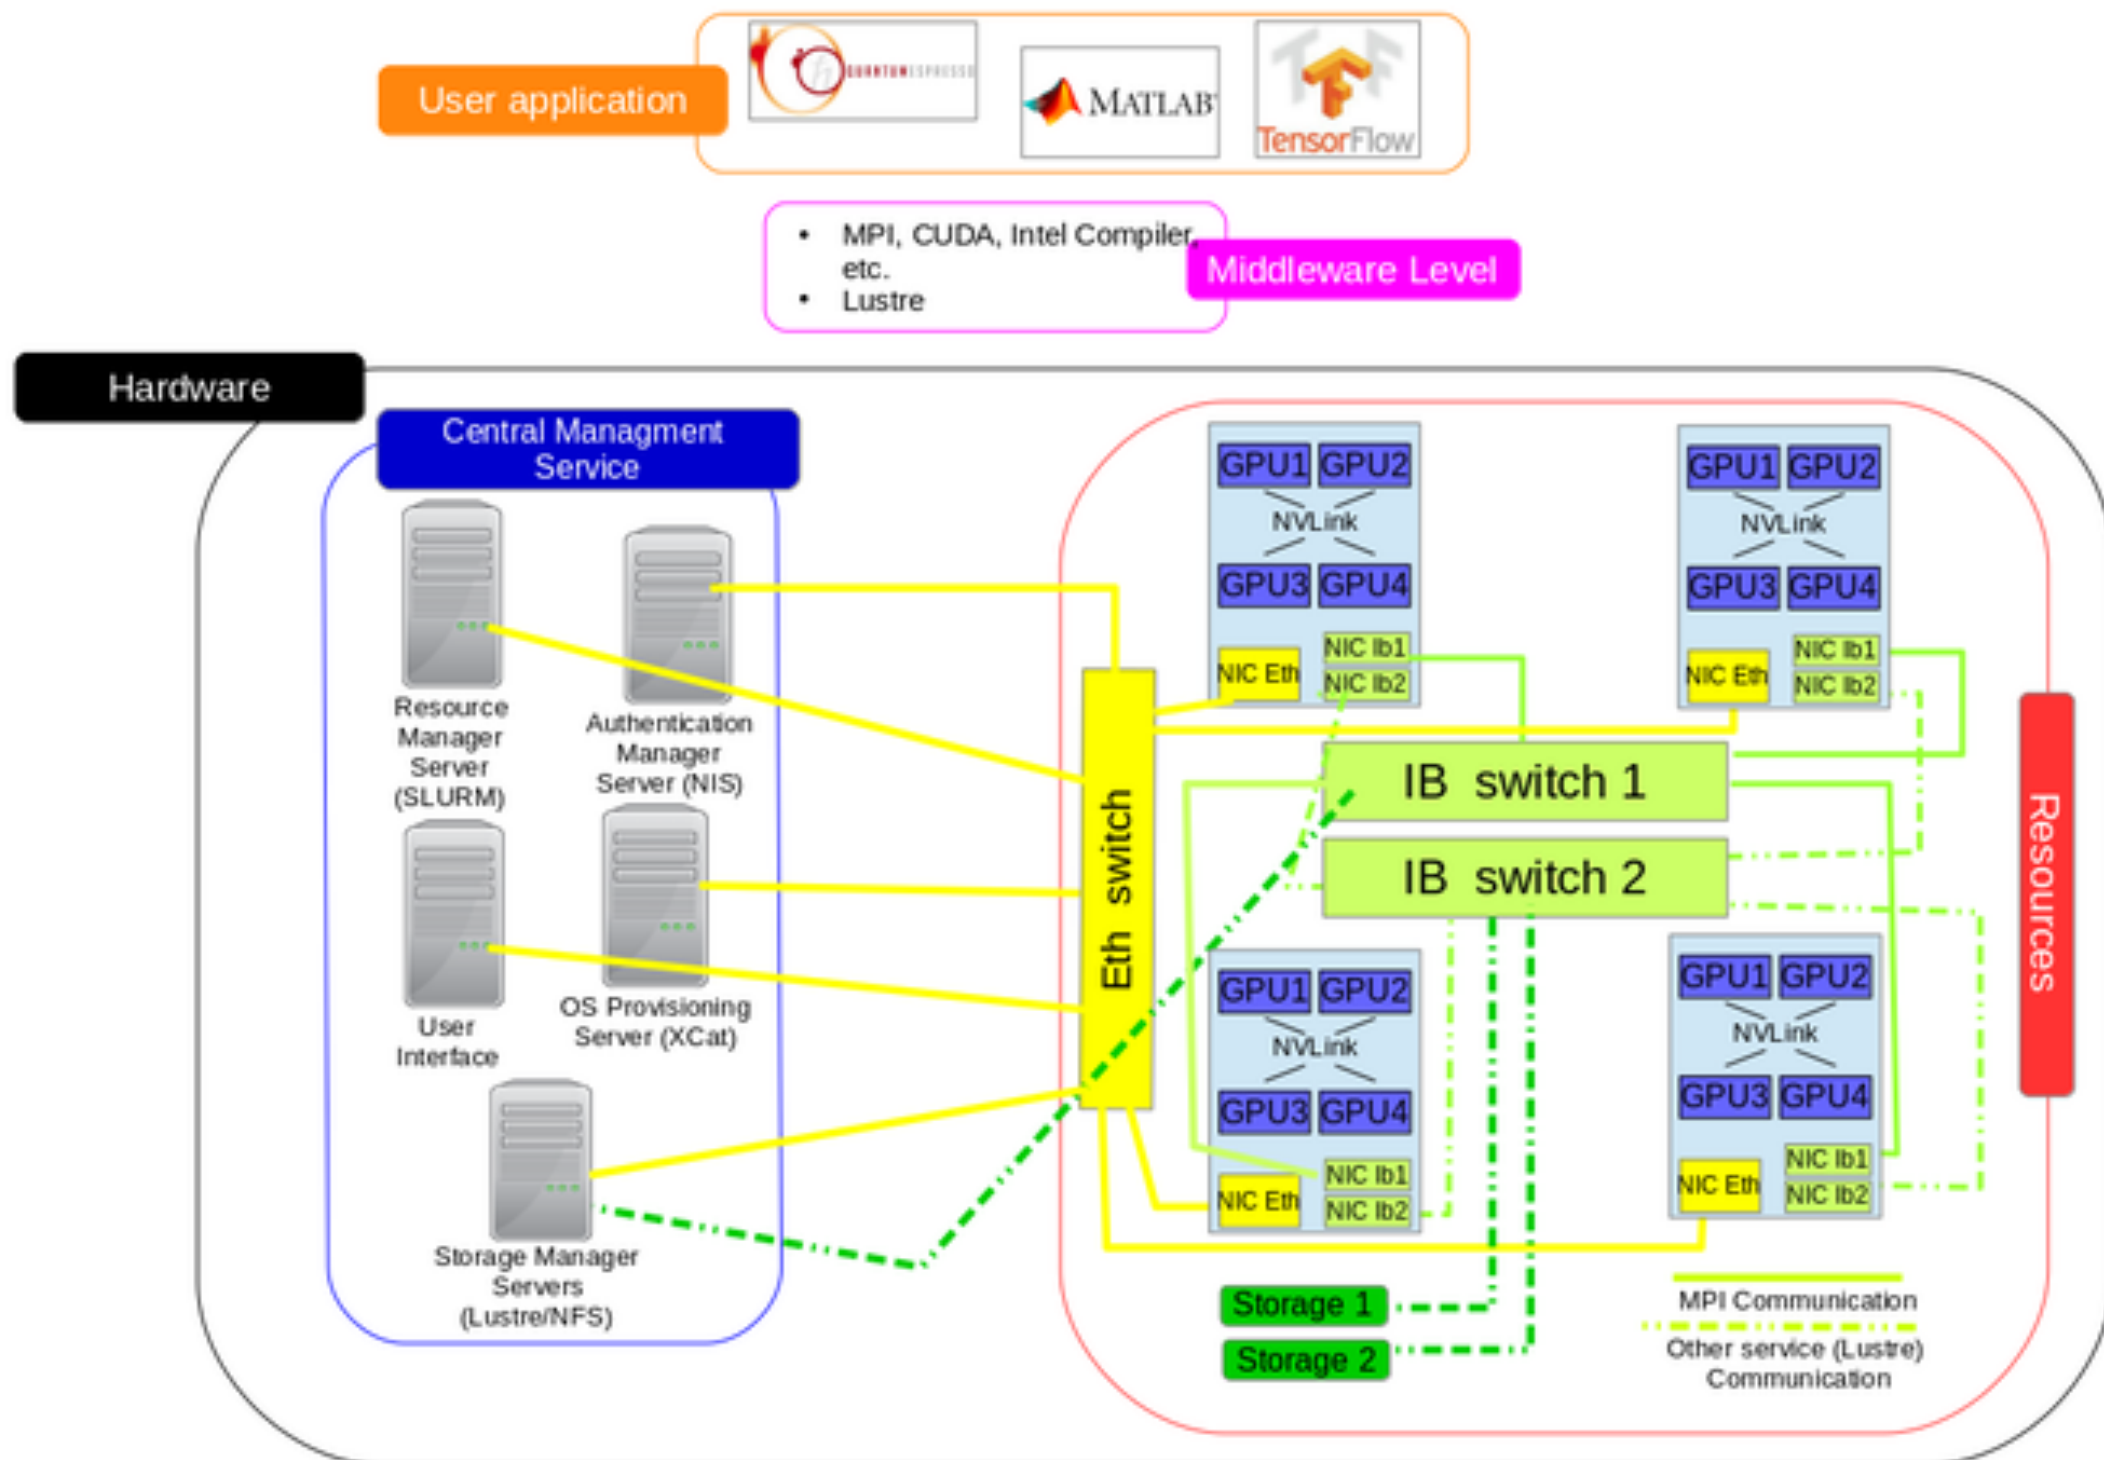 User application
QUANTUMESPRESSO
MATLAB
TensorFlow
• MPI, CUDA, Intel Compiler,
etc.
• Lustre
Middleware Level
Hardware
Central Managment
Service
Resource
Manager
Server
(SLURM)
Authentication
Manager
Server (NIS)
User
Interface
OS Provisioning
Server (XCat)
Storage Manager
Servers
(Lustre/NFS)
Eth switch
GPU1 GPU2
NVLink
GPU3 GPU4
NIC Eth
NIC Ib1
NIC Ib2
GPU1 GPU2
NVLink
GPU3 GPU4
NIC Eth
NIC Ib1
NIC Ib2
IB switch 1
IB switch 2
GPU1 GPU2
NVLink
GPU3 GPU4
NIC Eth
NIC Ib1
NIC Ib2
GPU1 GPU2
NVLink
GPU3 GPU4
NIC Eth
NIC Ib1
NIC Ib2
Resources
Storage 1
Storage 2
MPI Communication
Other service (Lustre)
Communication